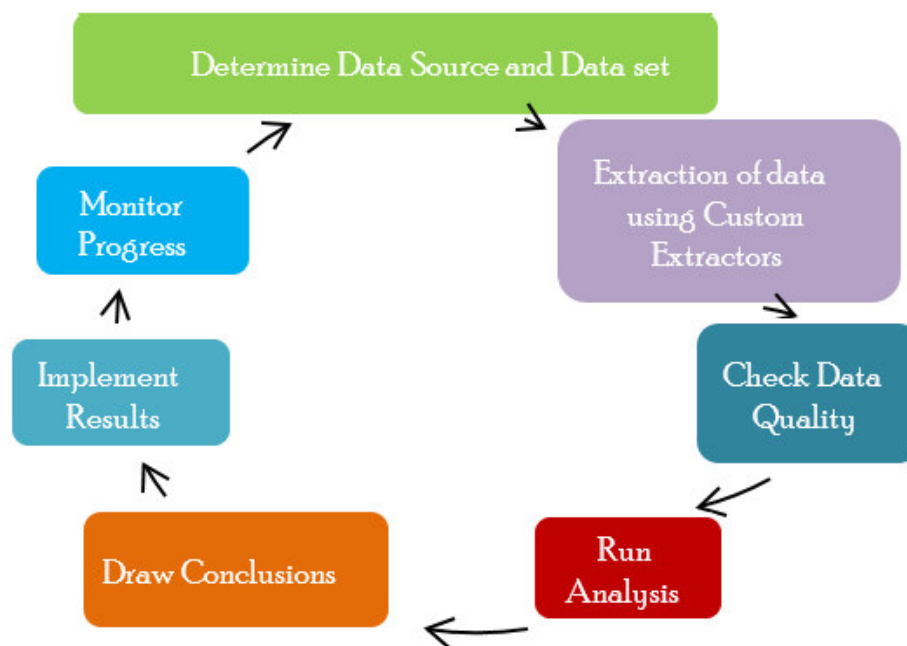 Determine Data Source and Data set
Extraction of data
using Custom
Extractors
Check Data
Quality
Run
Analysis
Draw Conclusions
Implement
Results
Monitor
Progress